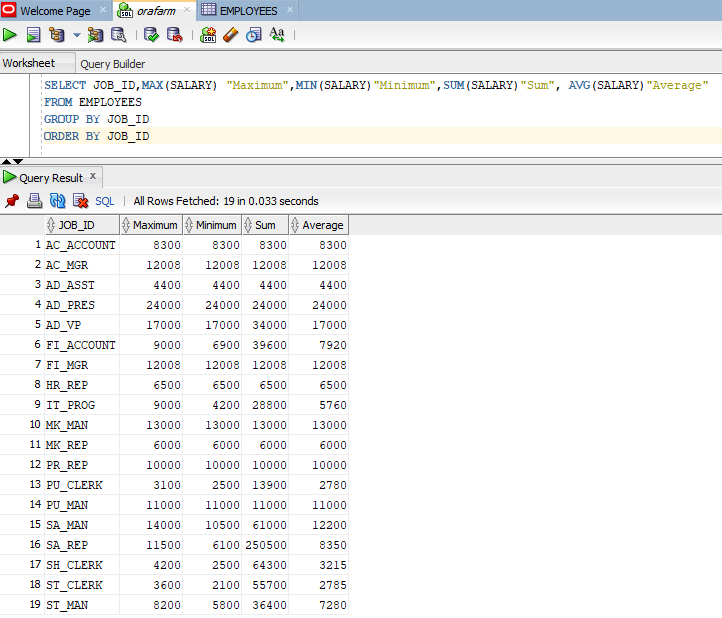 Welcome Page orafarm EMPLOYEES
Worksheet Query Builder
SELECT JOB_ID,MAX(SALARY) "Maximum",MIN(SALARY)"Minimum",SUM(SALARY)"Sum", AVG(SALARY)"Average"
FROM EMPLOYEES
GROUP BY JOB_ID
ORDER BY JOB_ID
Query Result x
SQL | All Rows Fetched: 19 in 0.033 seconds
JOB_ID Maximum Minimum Sum Average
1 AC_ACCOUNT 8300 8300 8300 8300
2 AC_MGR 12008 12008 12008 12008
3 AD_ASST 4400 4400 4400 4400
4 AD_PRES 24000 24000 24000 24000
5 AD_VP 17000 17000 34000 17000
6 FI_ACCOUNT 9000 6900 39600 7920
7 FI_MGR 12008 12008 12008 12008
8 HR_REP 6500 6500 6500 6500
9 IT_PROG 9000 4200 28800 5760
10 MK_MAN 13000 13000 13000 13000
11 MK_REP 6000 6000 6000 6000
12 PR_REP 10000 10000 10000 10000
13 PU_CLERK 3100 2500 13900 2780
14 PU_MAN 11000 11000 11000 11000
15 SA_MAN 14000 10500 61000 12200
16 SA_REP 11500 6100 250500 8350
17 SH_CLERK 4200 2500 64300 3215
18 ST_CLERK 3600 2100 55700 2785
19 ST_MAN 8200 5800 36400 7280